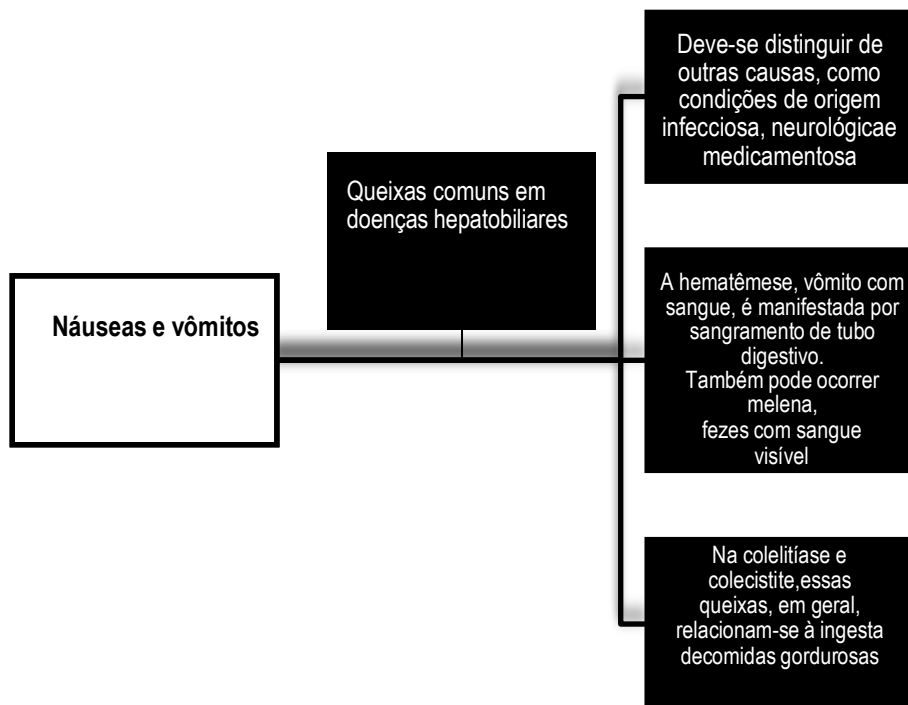 Náuseas e vômitos
Queixas comuns em
doenças hepatobiliares
Deve-se distinguir de
outras causas, como
condições de origem
infecciosa, neurológicae
medicamentosa
A hematêmese, vômito com
sangue, é manifestada por
sangramento de tubo
digestivo.
Também pode ocorrer
melena,
fezes com sangue
visível
Na colelitíase e
colecistite,essas
queixas, em geral,
relacionam-se à ingesta
decomidas gordurosas